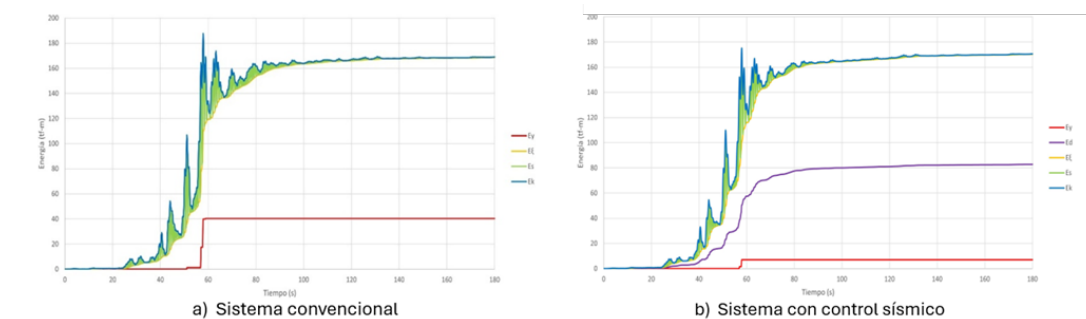 200
180
160
140
120
100
80
60
40
20
0
Energía (tf-m)
0 20 40 60 80 100 120 140 160 180
Tiempo (s)
Ey
Eξ
Es
Ek
a) Sistema convencional
200
180
160
140
120
100
80
60
40
20
0
Energía (tf-m)
0 20 40 60 80 100 120 140 160 180
Tiempo (s)
Ey
Ed
Eξ
Es
Ek
b) Sistema con control sísmico